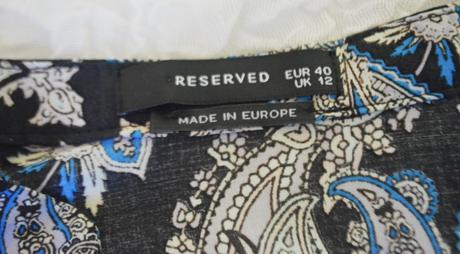 RESERVED
EUR 40
UK 12
MADE IN EUROPE